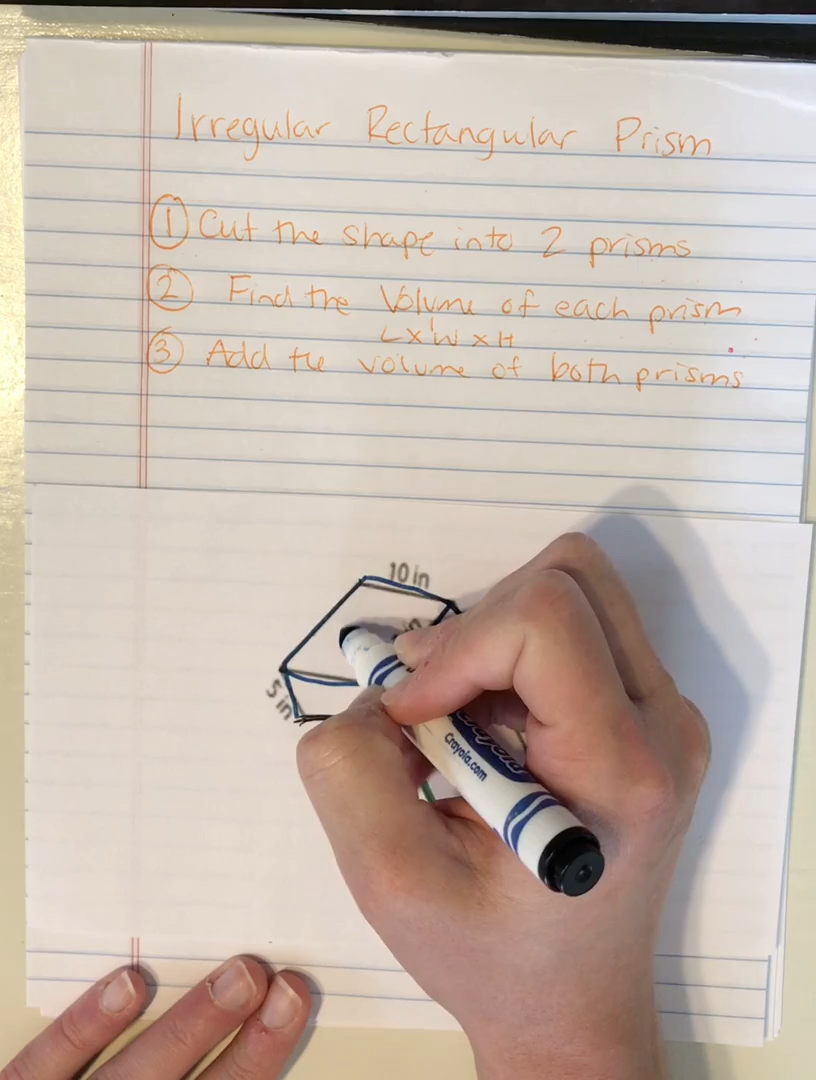 Irregular Rectangular Prism
① Cut the shape into 2 prisms
② Find the Volume of each prism
L x W x H
③ Add the volume of both prisms
10 in
in
5 in
Crayola
Crayola.com